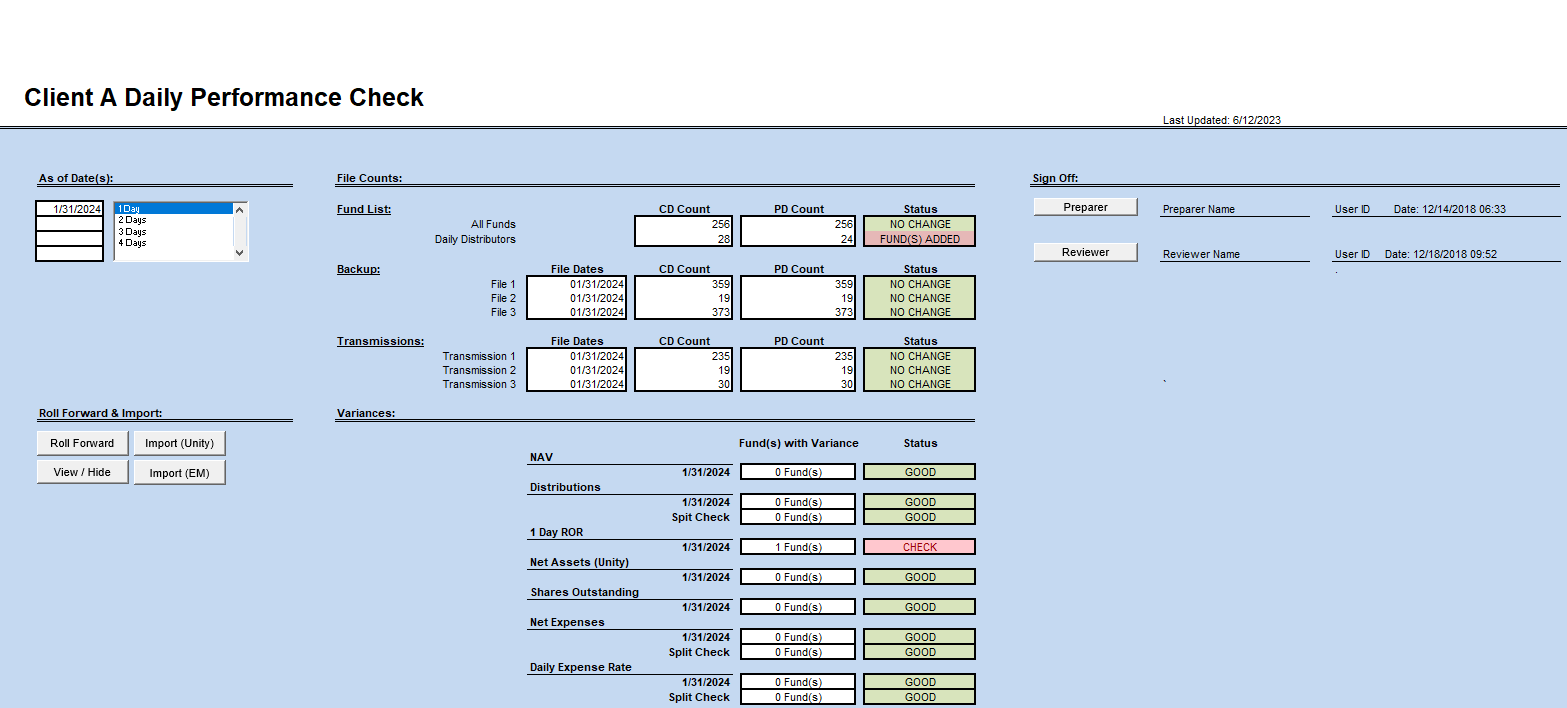 Client A Daily Performance Check
Last Updated: 6/12/2023
As of Date(s):
1/31/2024
1 Day
2 Days
3 Days
4 Days
File Counts:
Fund List: CD Count PD Count Status
All Funds 256 256 NO CHANGE
Daily Distributors 28 24 FUND(S) ADDED
Backup: File Dates CD Count PD Count Status
File 1 01/31/2024 359 359 NO CHANGE
File 2 01/31/2024 19 19 NO CHANGE
File 3 01/31/2024 373 373 NO CHANGE
Transmissions: File Dates CD Count PD Count Status
Transmission 1 01/31/2024 235 235 NO CHANGE
Transmission 2 01/31/2024 19 19 NO CHANGE
Transmission 3 01/31/2024 30 30 NO CHANGE
Sign Off:
Preparer Preparer Name User ID Date: 12/14/2018 06:33
Reviewer Reviewer Name User ID Date: 12/18/2018 09:52
.
`
Roll Forward & Import:
Roll Forward Import (Unity)
View / Hide Import (EM)
Variances:
Fund(s) with Variance Status
NAV
1/31/2024 0 Fund(s) GOOD
Distributions
1/31/2024 0 Fund(s) GOOD
Spit Check 0 Fund(s) GOOD
1 Day ROR
1/31/2024 1 Fund(s) CHECK
Net Assets (Unity)
1/31/2024 0 Fund(s) GOOD
Shares Outstanding
1/31/2024 0 Fund(s) GOOD
Net Expenses
1/31/2024 0 Fund(s) GOOD
Split Check 0 Fund(s) GOOD
Daily Expense Rate
1/31/2024 0 Fund(s) GOOD
Split Check 0 Fund(s) GOOD